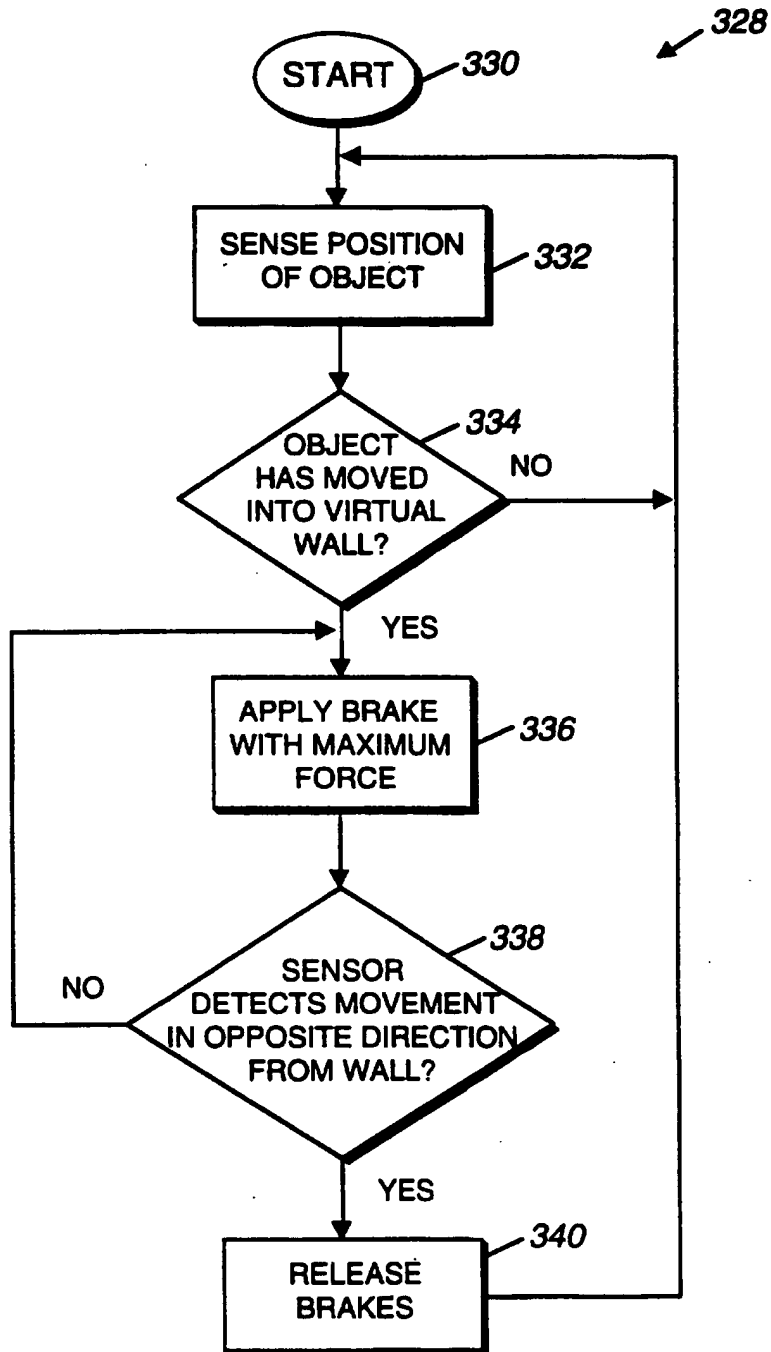 328
START
330
SENSE POSITION
OF OBJECT
332
334
OBJECT
HAS MOVED
INTO VIRTUAL
WALL?
NO
YES
APPLY BRAKE
WITH MAXIMUM
FORCE
336
338
SENSOR
DETECTS MOVEMENT
IN OPPOSITE DIRECTION
FROM WALL?
NO
YES
340
RELEASE
BRAKES